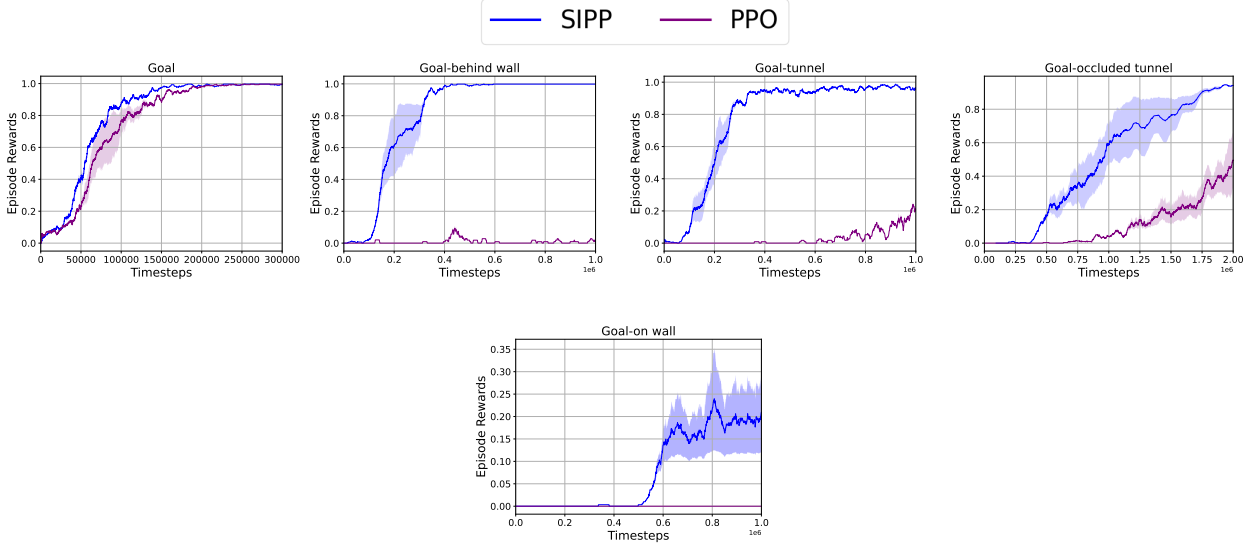 SIPP PPO
Goal Goal-behind wall Goal-tunnel Goal-occluded tunnel
Episode Rewards
1.0
0.8
0.6
0.4
0.2
0.0
0 50000 100000 150000 200000 250000 300000
Timesteps
Episode Rewards
1.0
0.8
0.6
0.4
0.2
0.0
0.0 0.2 0.4 0.6 0.8 1.0
Timesteps
1e6
Episode Rewards
1.0
0.8
0.6
0.4
0.2
0.0
0.0 0.2 0.4 0.6 0.8 1.0
Timesteps
1e6
Episode Rewards
0.8
0.6
0.4
0.2
0.0
0.00 0.25 0.50 0.75 1.00 1.25 1.50 1.75 2.00
Timesteps
1e6
Goal-on wall
Episode Rewards
0.35
0.30
0.25
0.20
0.15
0.10
0.05
0.00
0.0 0.2 0.4 0.6 0.8 1.0
Timesteps
1e6